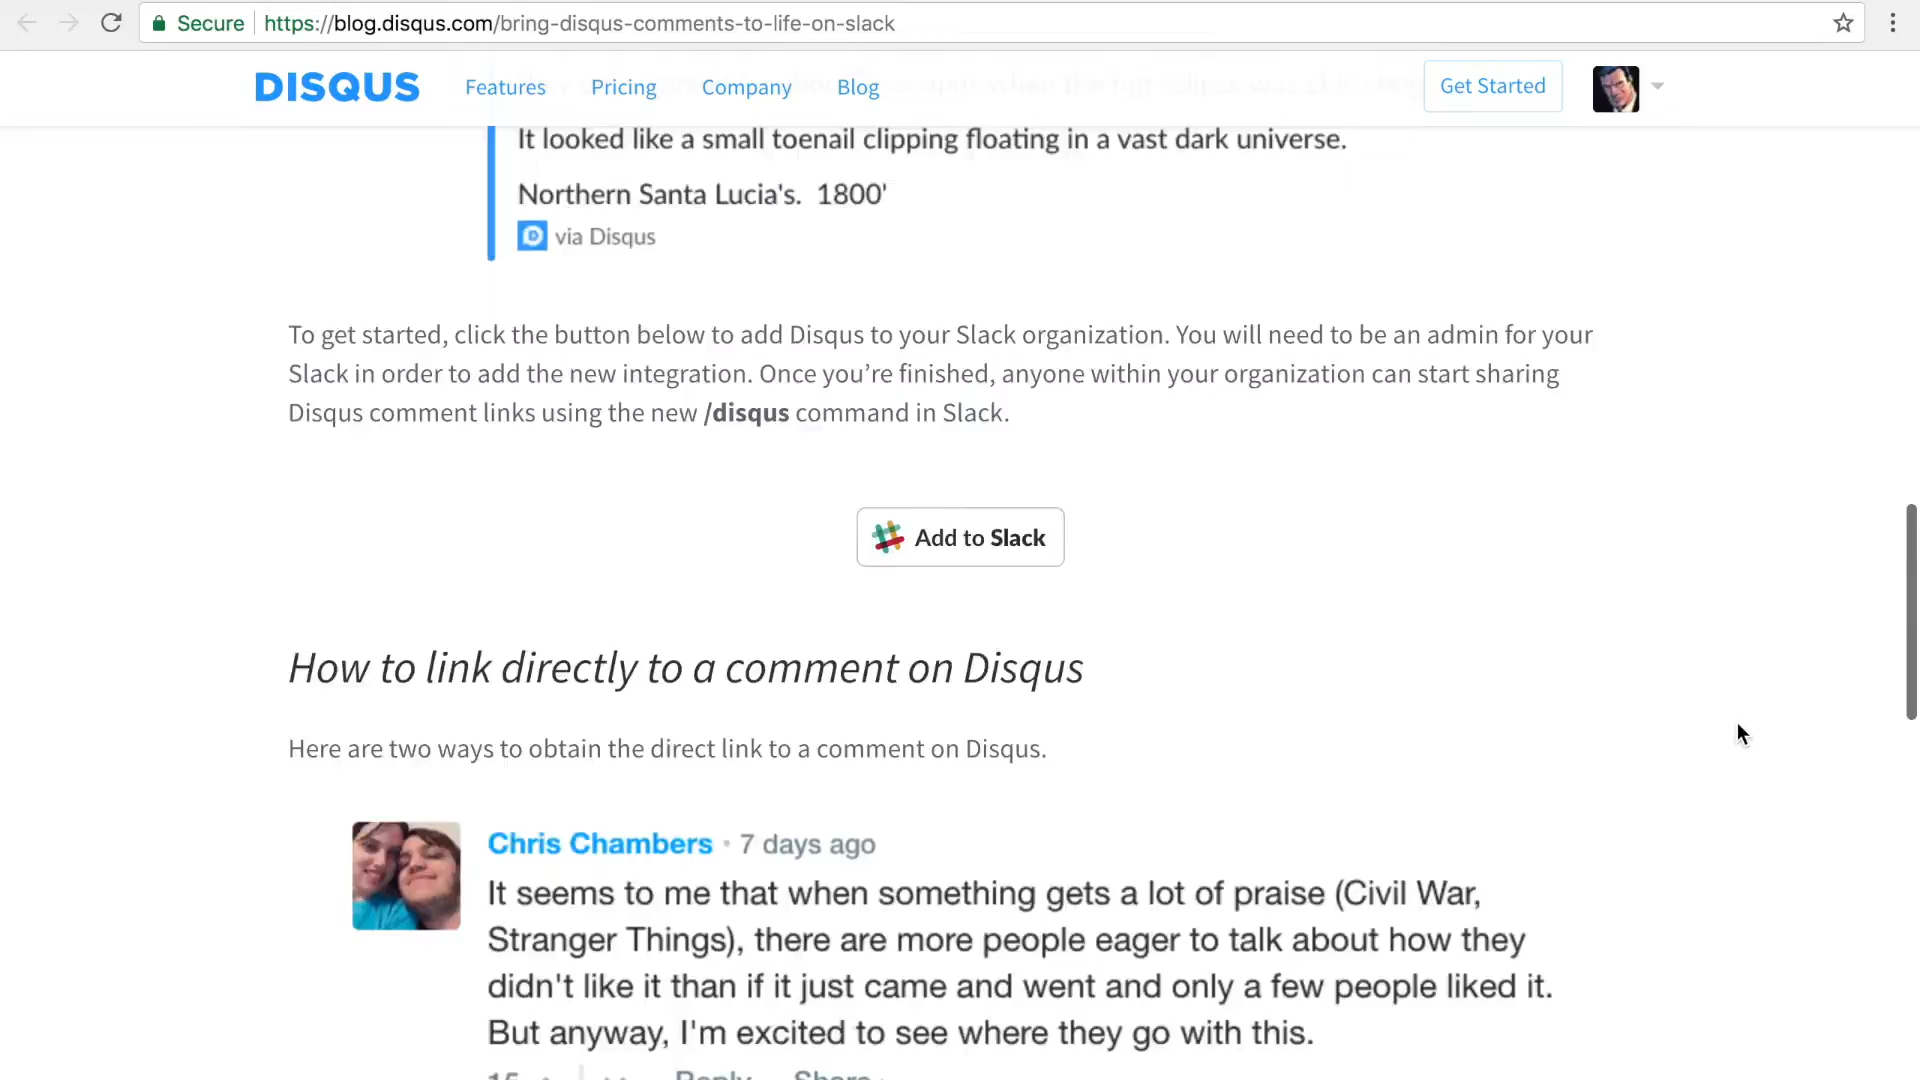 Secure https://blog.disqus.com/bring-disqus-comments-to-life-on-slack
DISQUS Features Pricing Company Blog Get Started
It looked like a small toenail clipping floating in a vast dark universe.
Northern Santa Lucia's.  1800'
via Disqus
To get started, click the button below to add Disqus to your Slack organization. You will need to be an admin for your
Slack in order to add the new integration. Once you’re finished, anyone within your organization can start sharing
Disqus comment links using the new /disqus command in Slack.
Add to Slack
How to link directly to a comment on Disqus
Here are two ways to obtain the direct link to a comment on Disqus.
Chris Chambers · 7 days ago
It seems to me that when something gets a lot of praise (Civil War,
Stranger Things), there are more people eager to talk about how they
didn't like it than if it just came and went and only a few people liked it.
But anyway, I'm excited to see where they go with this.
Reply Share